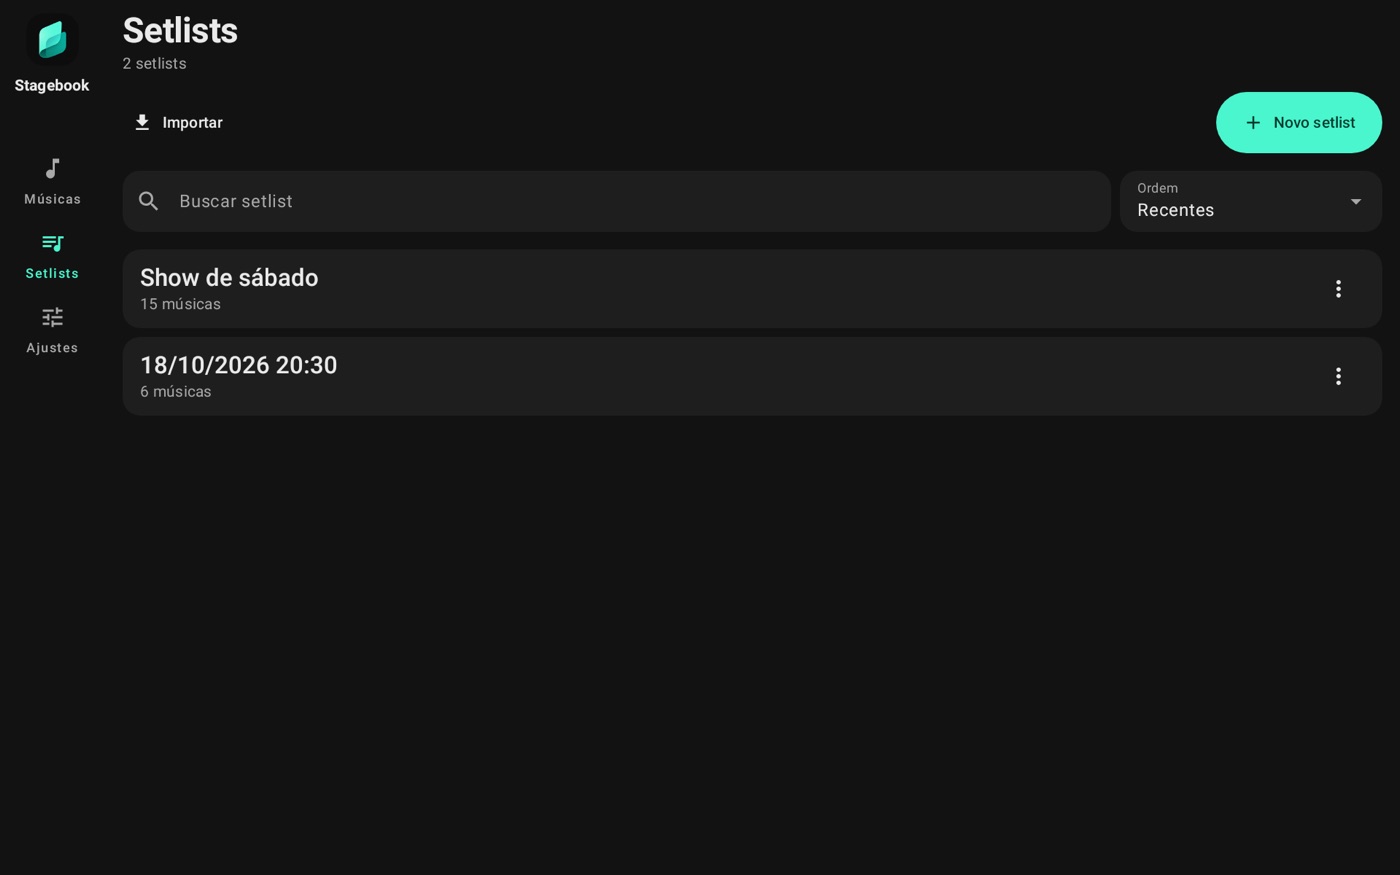 Stagebook
Músicas
Setlists
Ajustes
Setlists
2 setlists
Importar
Novo setlist
Buscar setlist
Ordem
Recentes
Show de sábado
15 músicas
18/10/2026 20:30
6 músicas